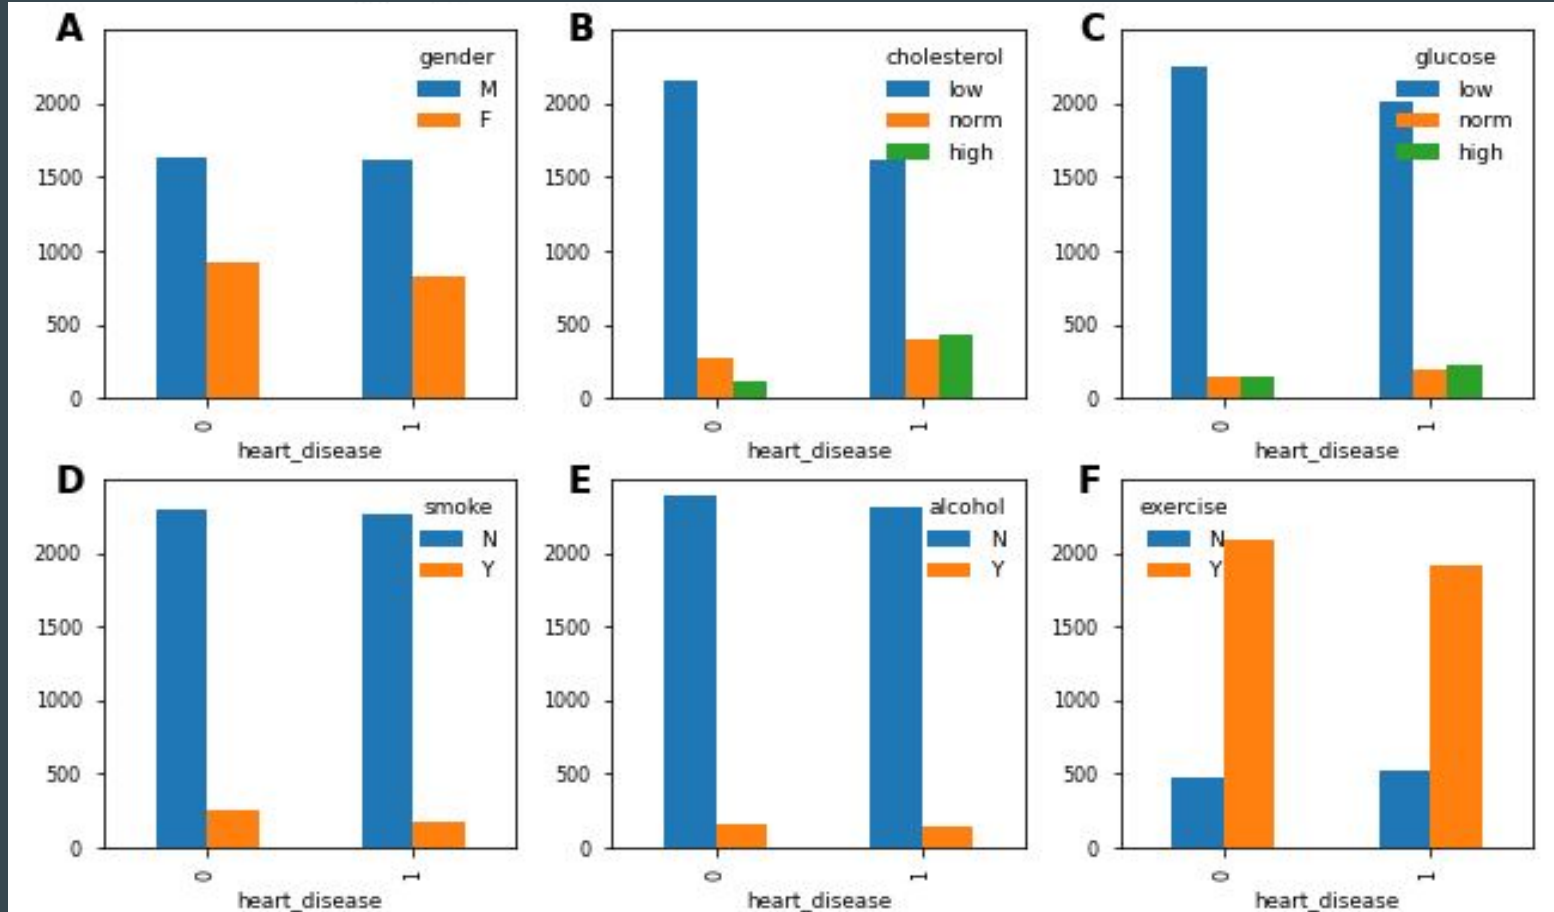 A
gender
M
F
2000
1500
1000
500
0
0
1
heart_disease
B
cholesterol
low
norm
high
2000
1500
1000
500
0
0
1
heart_disease
C
glucose
low
norm
high
2000
1500
1000
500
0
0
1
heart_disease
D
smoke
N
Y
2000
1500
1000
500
0
0
1
heart_disease
E
alcohol
N
Y
2000
1500
1000
500
0
0
1
heart_disease
F
exercise
N
Y
2000
1500
1000
500
0
0
1
heart_disease